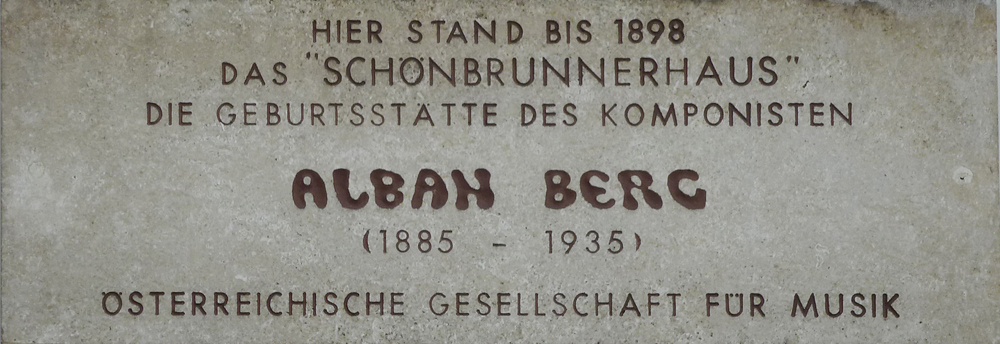 HIER STAND BIS 1898
DAS "SCHÖNBRUNNERHAUS"
DIE GEBURTSSTÄTTE DES KOMPONISTEN
ALBAN BERG
(1885 - 1935)
ÖSTERREICHISCHE GESELLSCHAFT FÜR MUSIK